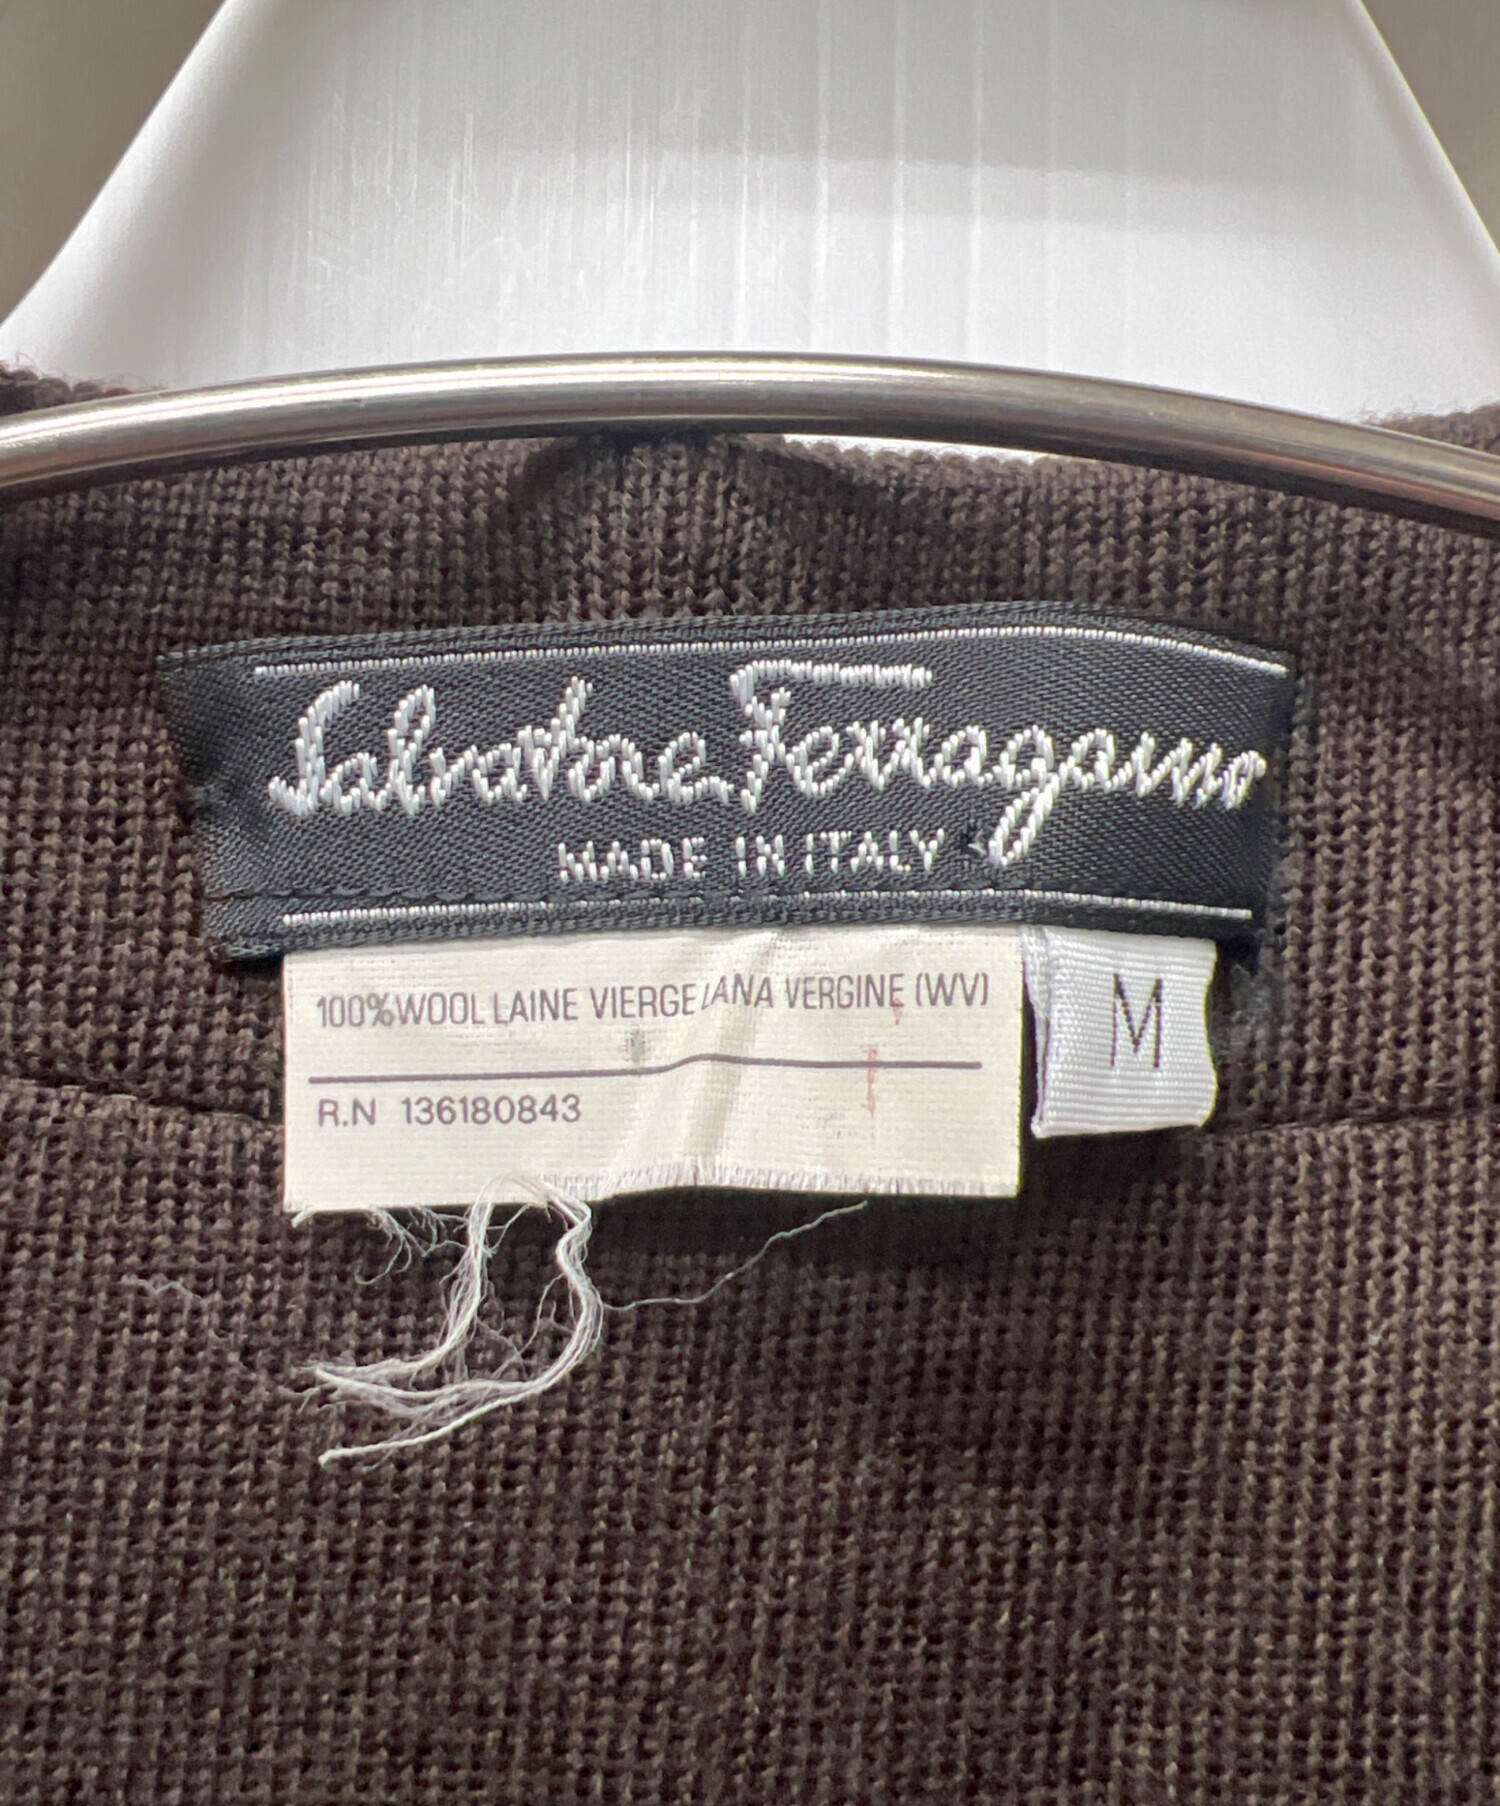 Salvatore Ferragamo
MADE IN ITALY
100%WOOL LAINE VIERGE LANA VERGINE (WV)
M
R.N 136180843